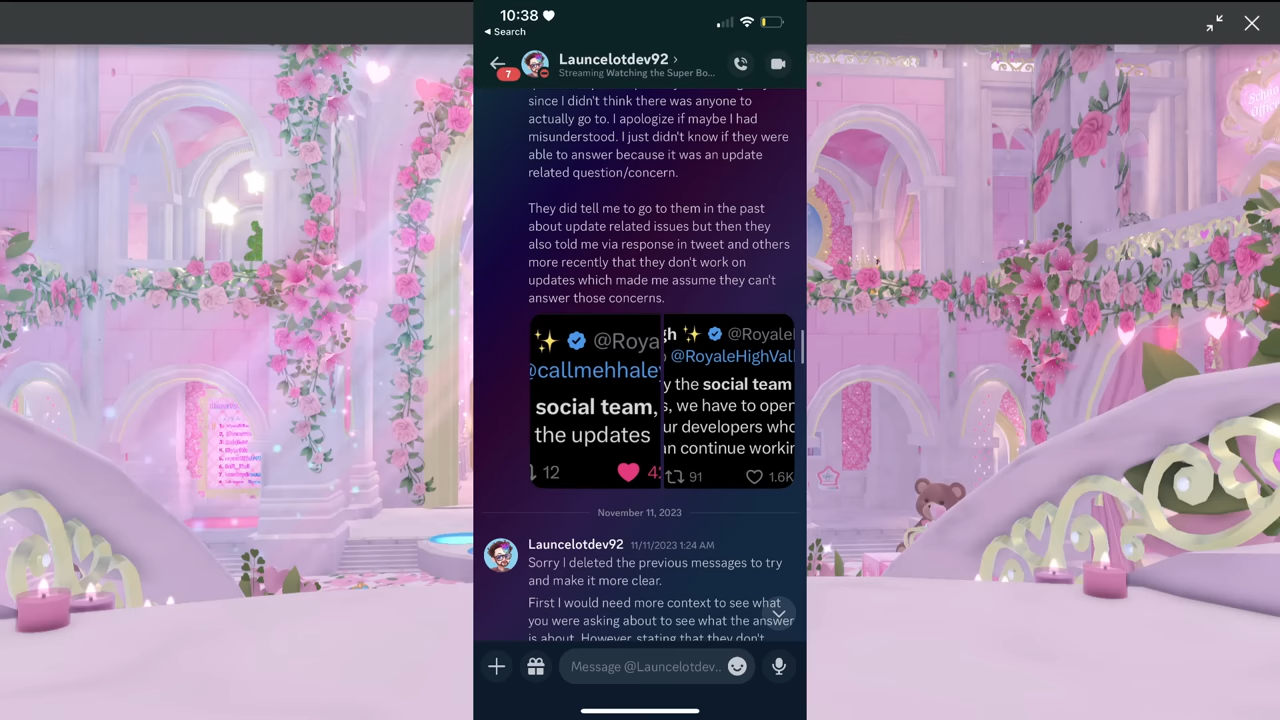 10:38
◀ Search
7
Launcelotdev92
Streaming Watching the Super Bo...
since I didn't think there was anyone to
actually go to. I apologize if maybe I had
misunderstood. I just didn't know if they were
able to answer because it was an update
related question/concern.
They did tell me to go to them in the past
about update related issues but then they
also told me via response in tweet and others
more recently that they don't work on
updates which made me assume they can't
answer those concerns.
@Roya
@callmehhale
social team,
the updates
12
4
gh @Royale
@RoyaleHighVal
y the social team
s, we have to oper
ur developers who
n continue workin
91
1.6K
November 11, 2023
Launcelotdev92 11/11/2023 1:24 AM
Sorry I deleted the previous messages to try
and make it more clear.
First I would need more context to see what
you were asking about to see what the answer
is about. However, stating that they don't
Message @Launcelotdev..